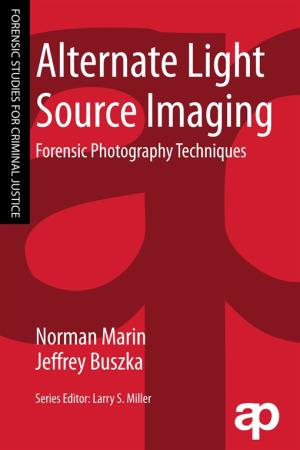 FORENSIC STUDIES FOR CRIMINAL JUSTICE
Alternate Light
Source Imaging
Forensic Photography Techniques
Norman Marin
Jeffrey Buszka
Series Editor: Larry S. Miller
ap